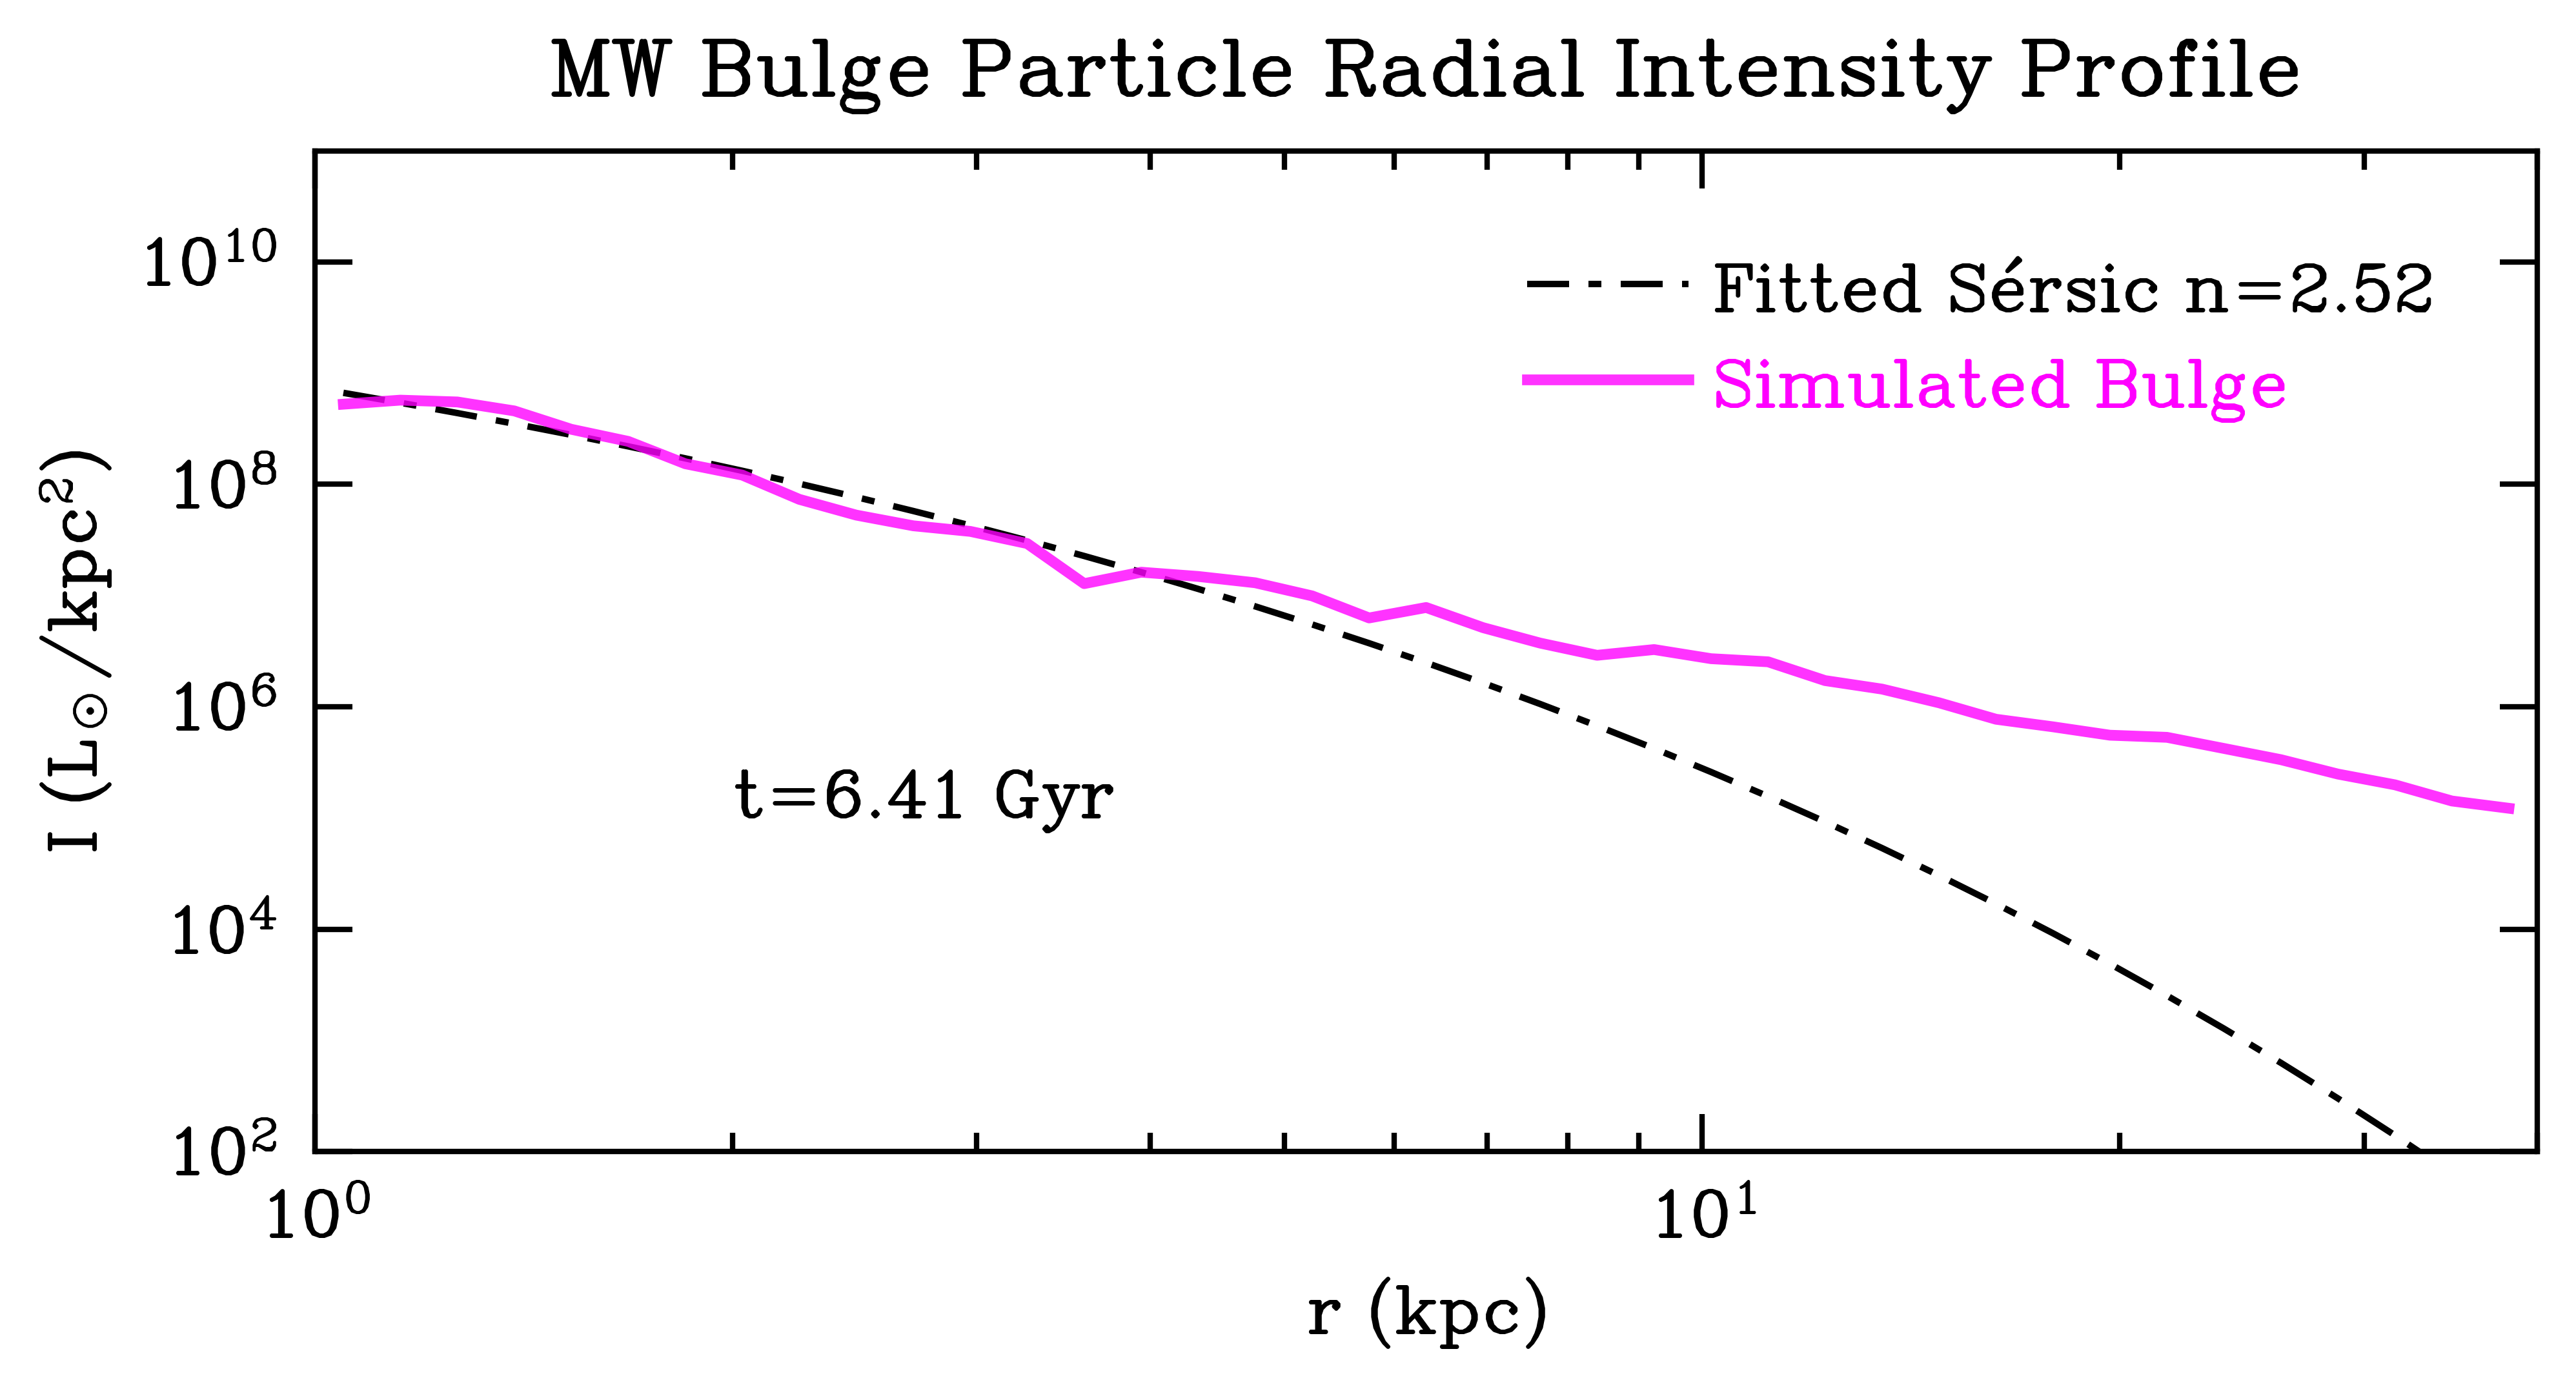 MW Bulge Particle Radial Intensity Profile
10¹⁰
10⁸
10⁶
10⁴
10²
I (L☉/kpc²)
Fitted Sérsic n=2.52
Simulated Bulge
t=6.41 Gyr
10⁰
10¹
r (kpc)